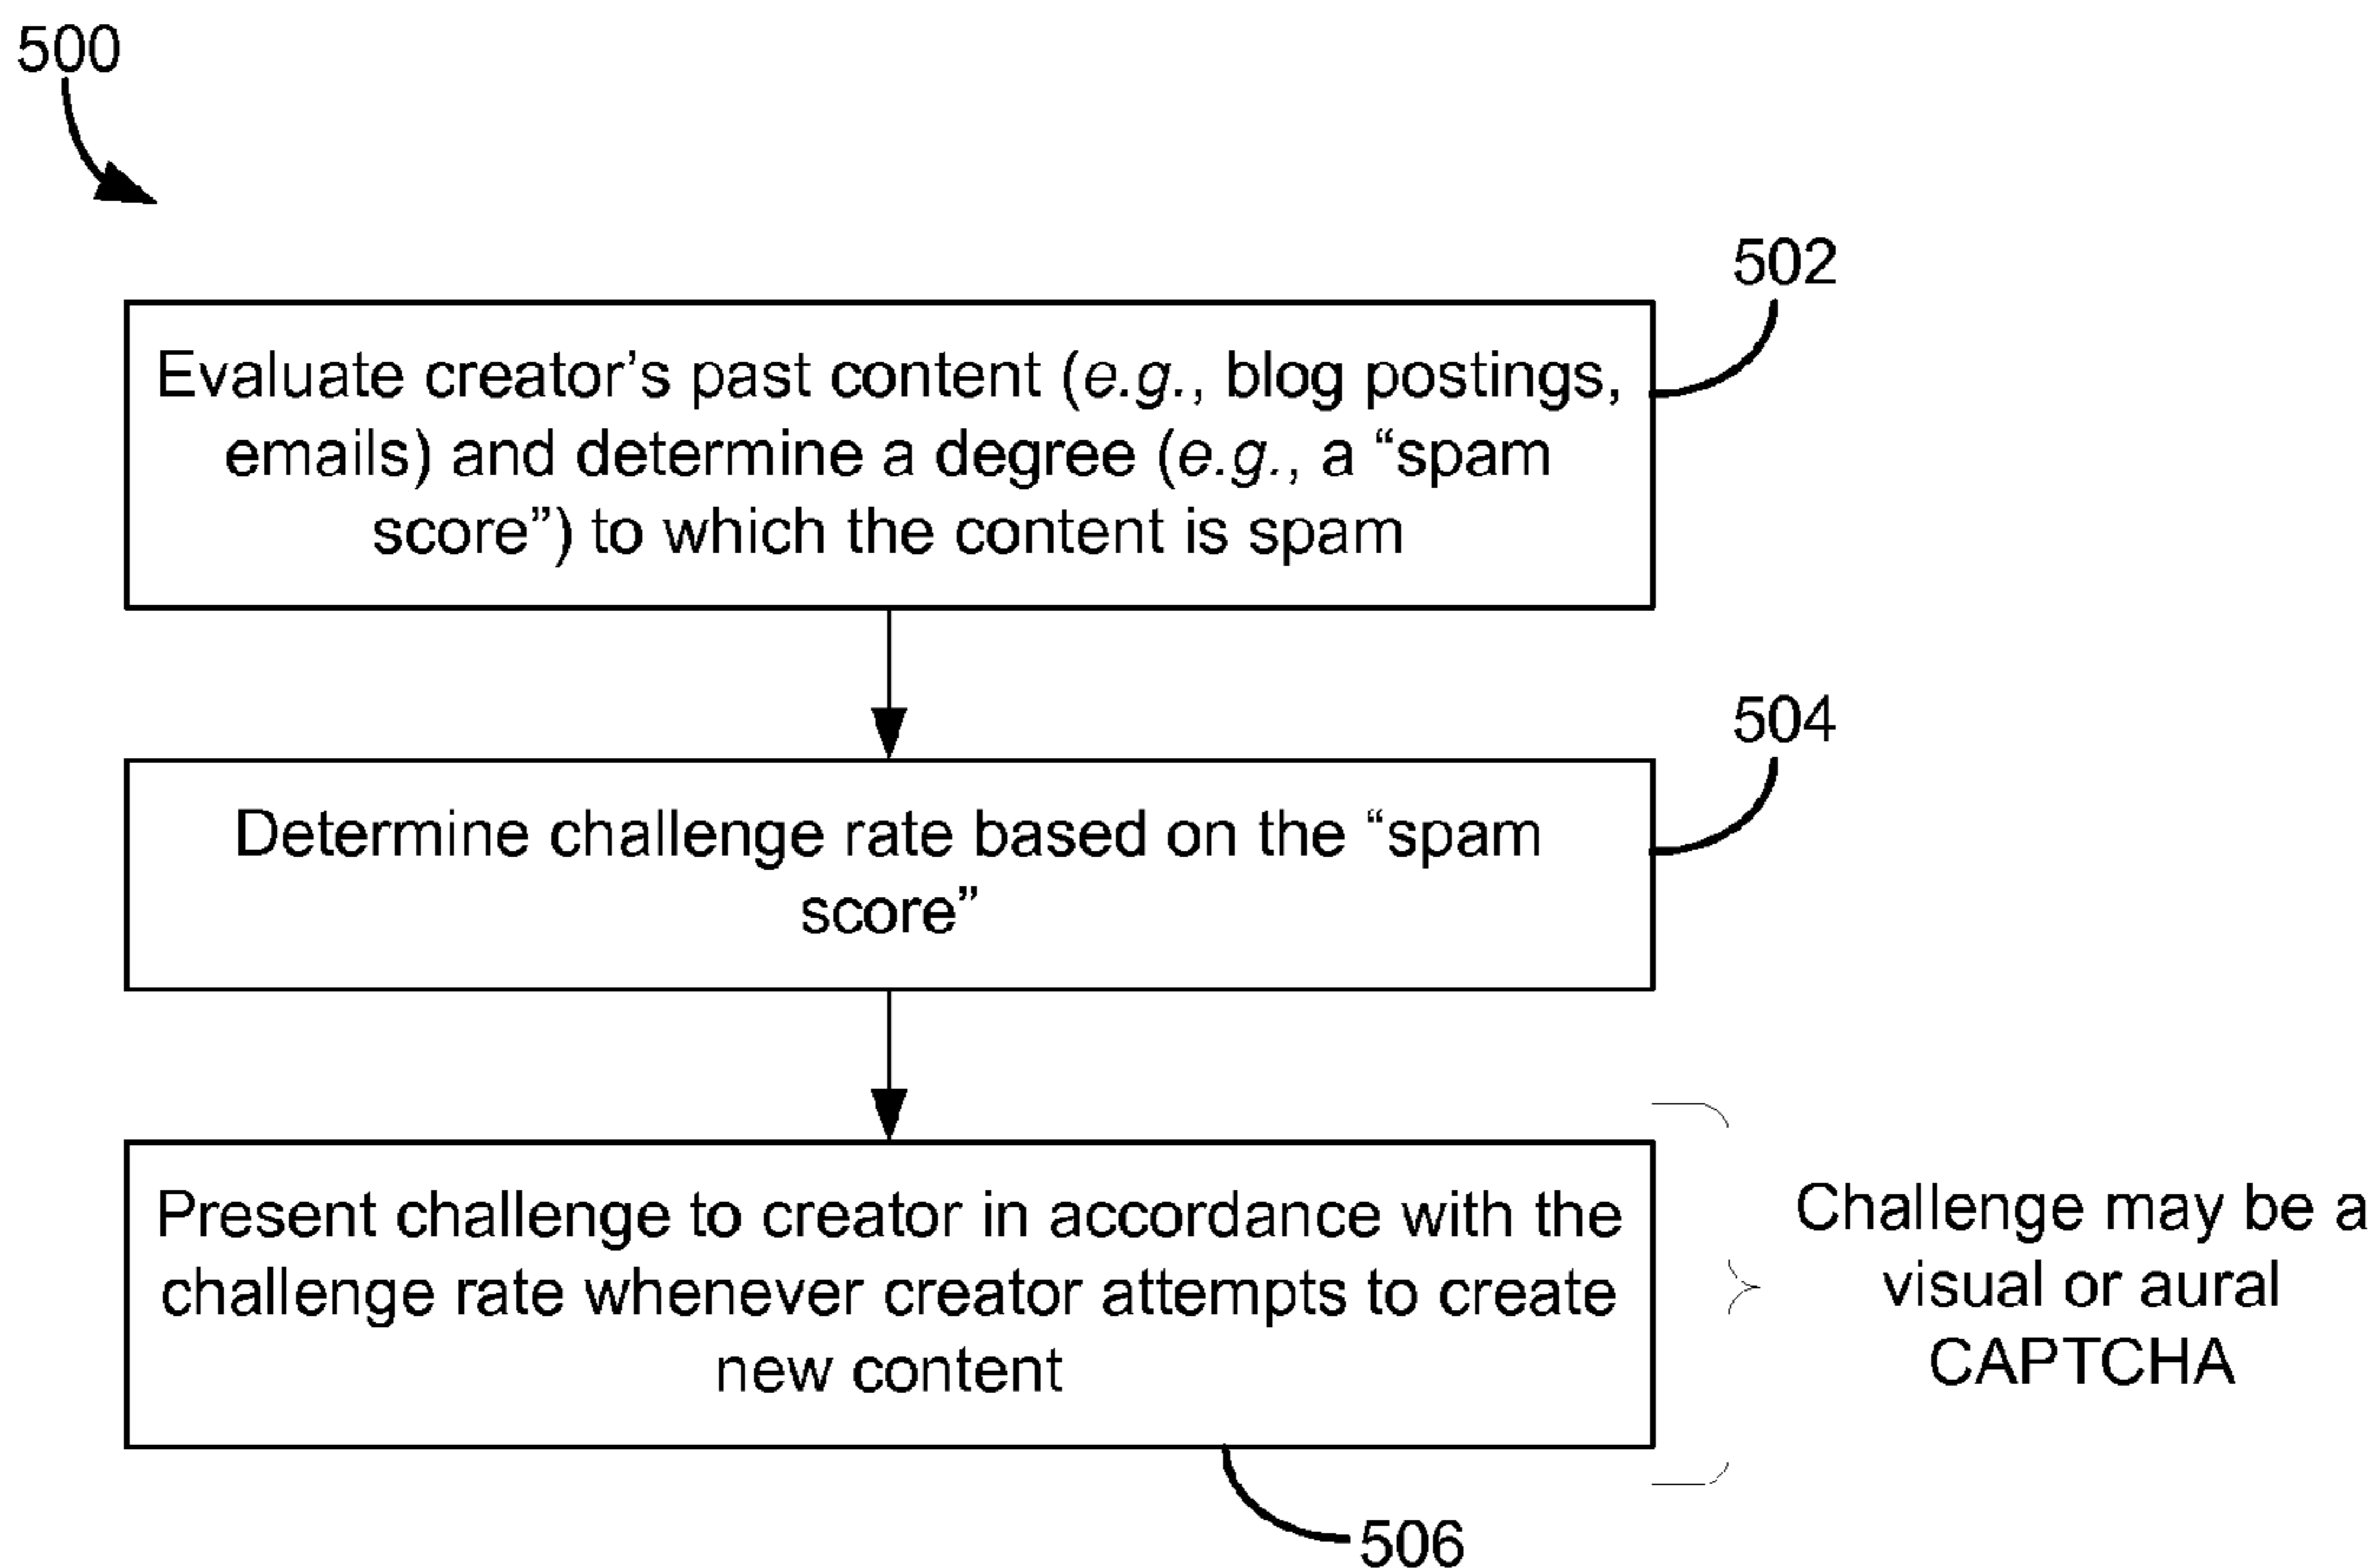 500
502
Evaluate creator’s past content (e.g., blog postings,
emails) and determine a degree (e.g., a “spam
score”) to which the content is spam
504
Determine challenge rate based on the “spam
score”
Present challenge to creator in accordance with the
challenge rate whenever creator attempts to create
new content
Challenge may be a
visual or aural
CAPTCHA
506